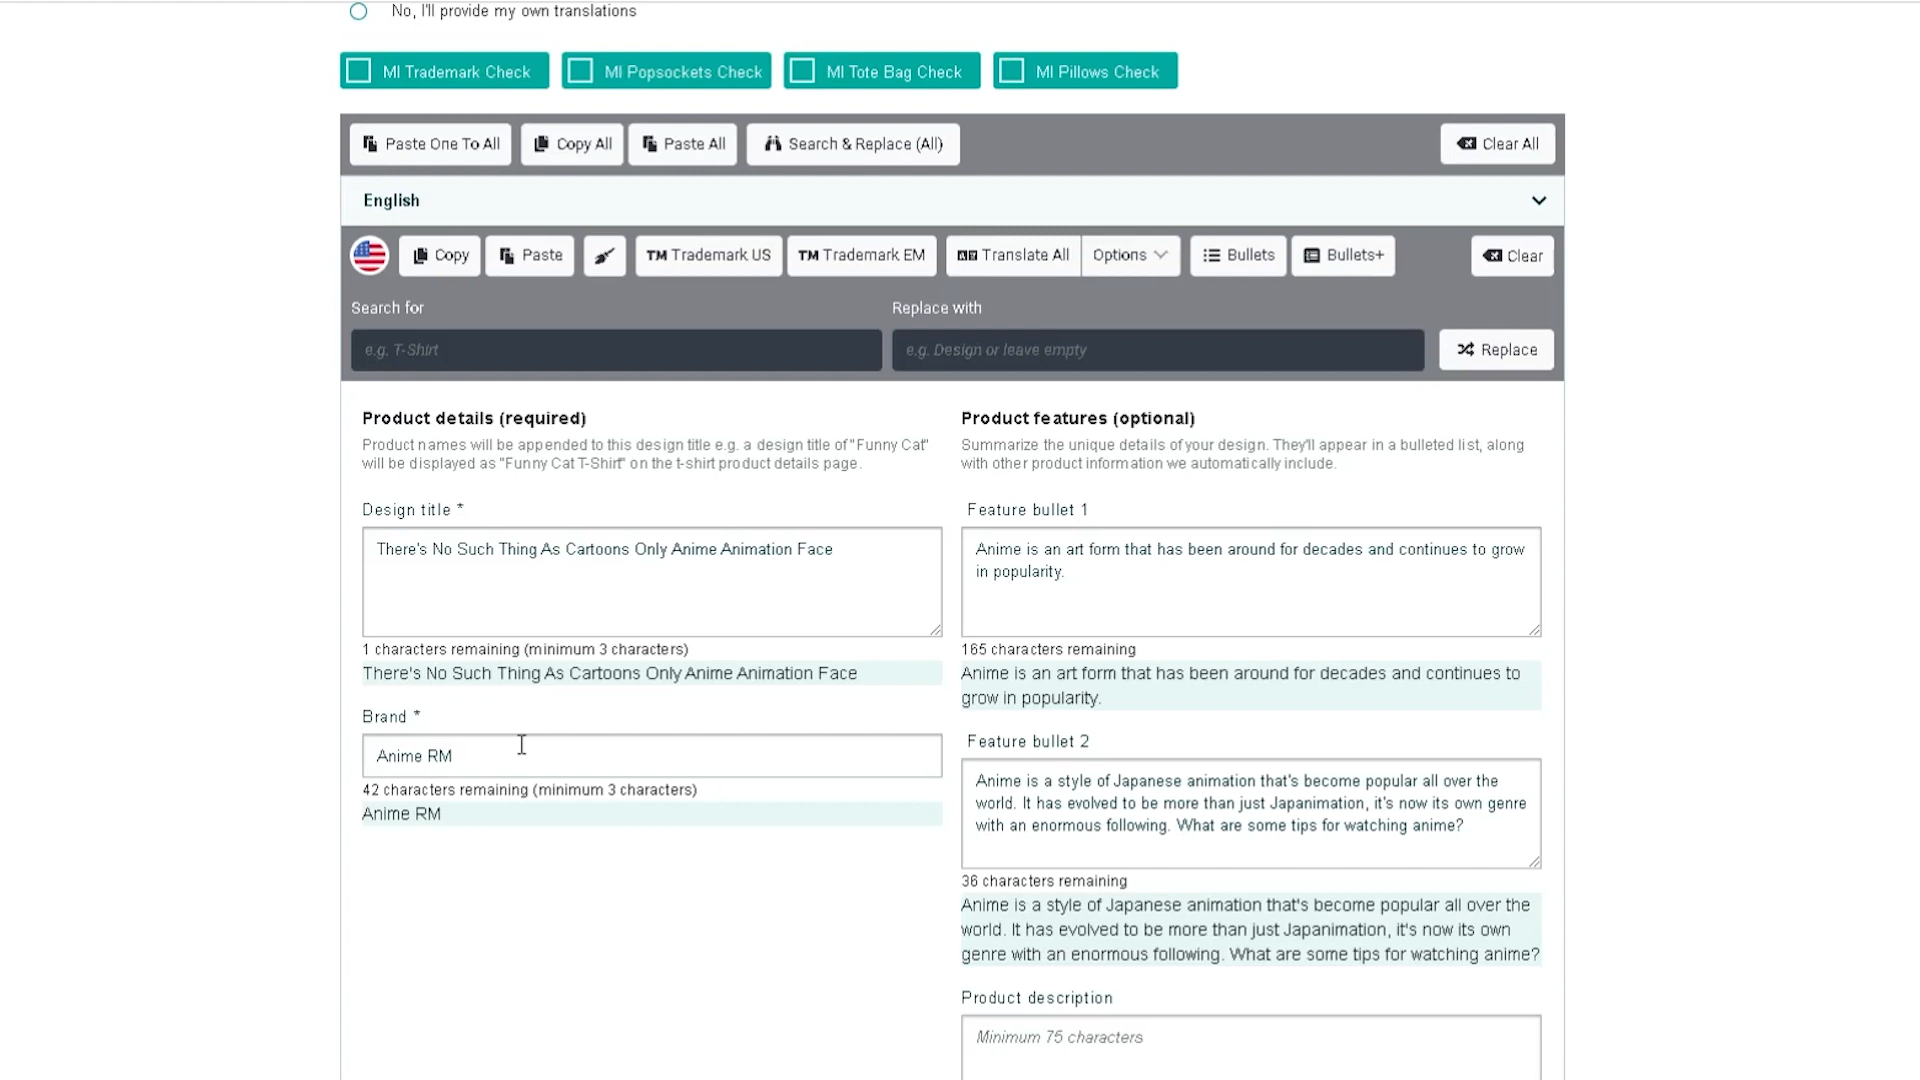 No, I'll provide my own translations
MI Trademark Check
MI Popsockets Check
MI Tote Bag Check
MI Pillows Check
Paste One To All
Copy All
Paste All
Search & Replace (All)
Clear All
English
Copy
Paste
TM Trademark US
TM Trademark EM
Translate All
Options
Bullets
Bullets+
Clear
Search for
Replace with
e.g. T-Shirt
e.g. Design or leave empty
Replace
Product details (required)
Product names will be appended to this design title e.g. a design title of "Funny Cat"
will be displayed as "Funny Cat T-Shirt" on the t-shirt product details page.
Design title *
There's No Such Thing As Cartoons Only Anime Animation Face
1 characters remaining (minimum 3 characters)
There's No Such Thing As Cartoons Only Anime Animation Face
Brand *
Anime RM
42 characters remaining (minimum 3 characters)
Anime RM
Product features (optional)
Summarize the unique details of your design. They'll appear in a bulleted list, along
with other product information we automatically include.
Feature bullet 1
Anime is an art form that has been around for decades and continues to grow
in popularity.
165 characters remaining
Anime is an art form that has been around for decades and continues to
grow in popularity.
Feature bullet 2
Anime is a style of Japanese animation that's become popular all over the
world. It has evolved to be more than just Japanimation, it's now its own genre
with an enormous following. What are some tips for watching anime?
36 characters remaining
Anime is a style of Japanese animation that's become popular all over the
world. It has evolved to be more than just Japanimation, it's now its own
genre with an enormous following. What are some tips for watching anime?
Product description
Minimum 75 characters